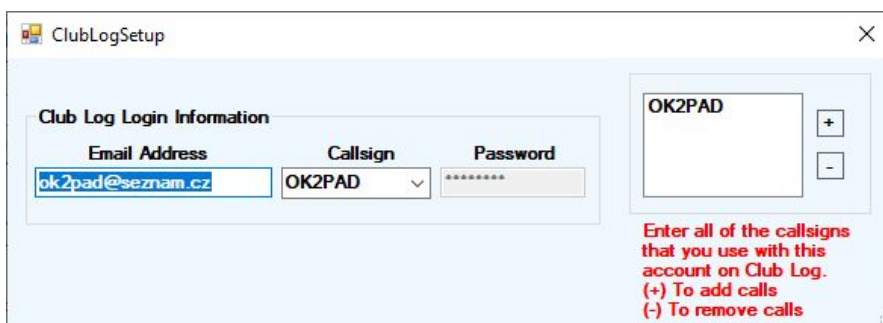 ClubLogSetup
Club Log Login Information
Email Address Callsign Password
ok2pad@seznam.cz OK2PAD ********
OK2PAD
+
-
Enter all of the callsigns
that you use with this
account on Club Log.
(+) To add calls
(-) To remove calls